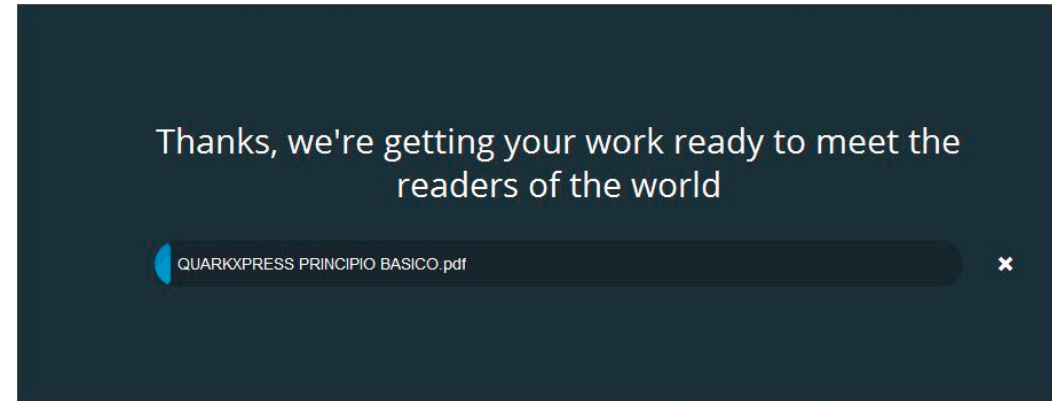 Thanks, we're getting your work ready to meet the
readers of the world
QUARKXPRESS PRINCIPIO BASICO.pdf